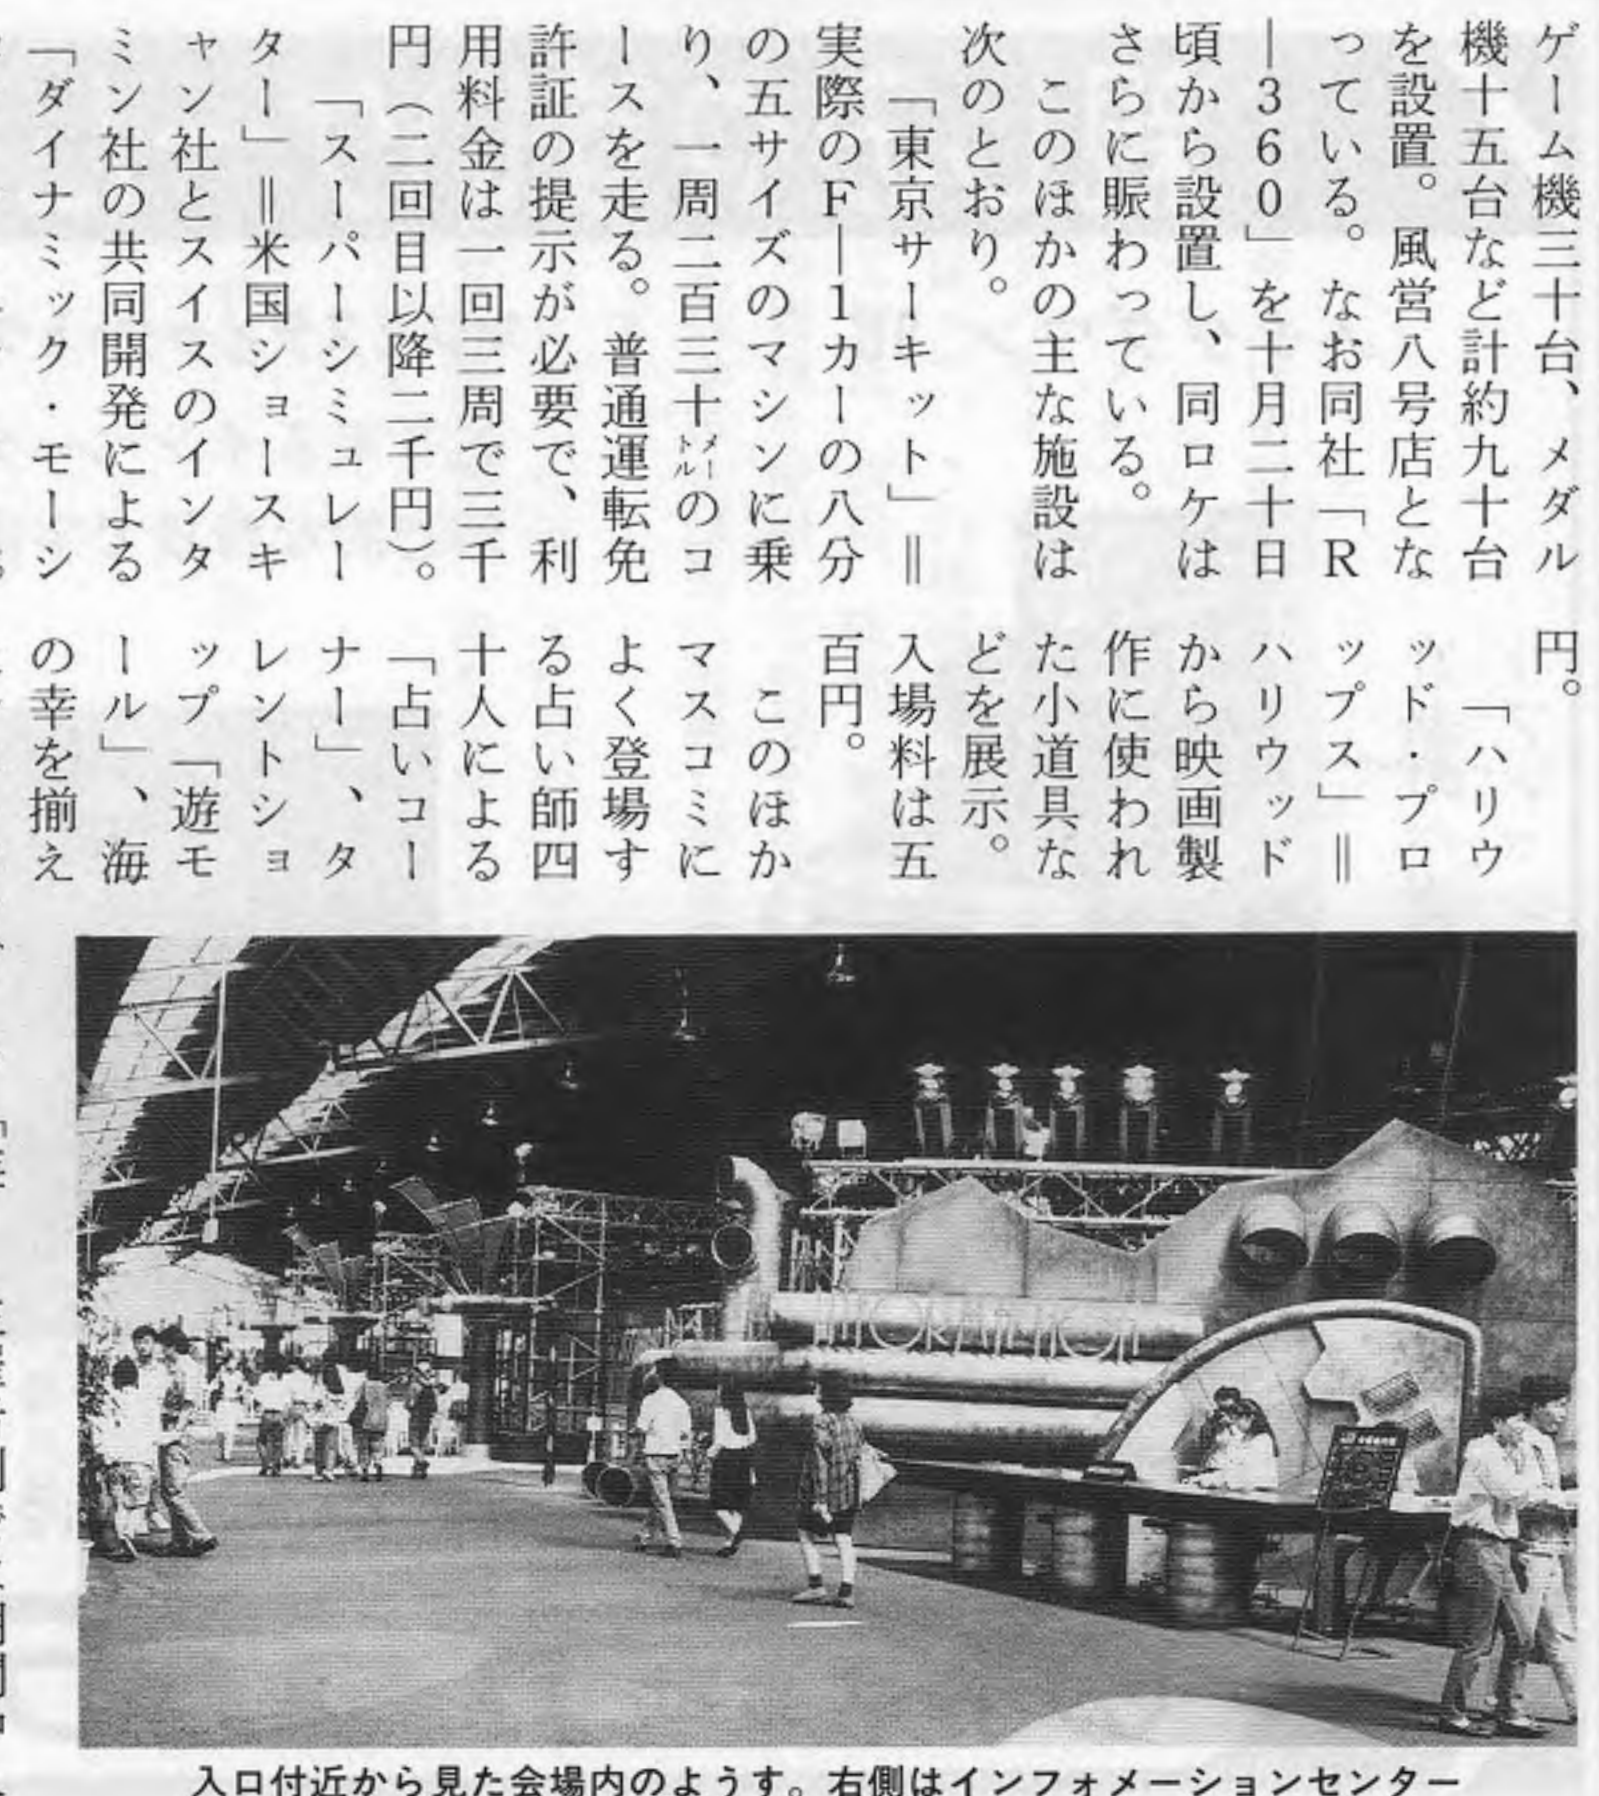 ゲーム機三十台、メダル
機十五台など計約九十台
を設置。風営八号店とな
っている。なお同社「R
―360」を十月二十日
頃から設置し、同ロケは
さらに賑わっている。
このほかの主な施設は
次のとおり。
「東京サーキット」＝
実際のF―1カーの八分
の五サイズのマシンに乗
り、一周二百三十メートルのコ
ースを走る。普通運転免
許証の提示が必要で、利
用料金は一回三周で三千
円（二回目以降二千円）。
「スーパーシミュレー
ター」＝米国ショースキ
ャン社とスイスのインタ
ミン社の共同開発による
「ダイナミック・モーシ
円。
「ハリウ
ッド・プロ
ップス」＝
ハリウッド
から映画製
作に使われ
た小道具な
どを展示。
入場料は五
百円。
このほか
マスコミに
よく登場す
る占い師四
十人による
「占いコー
ナー」、タ
レントショ
ップ「遊モ
ール」、海
の幸を揃え
INFORMATION
入口付近から見た会場内のようす。右側はインフォメーションセンター